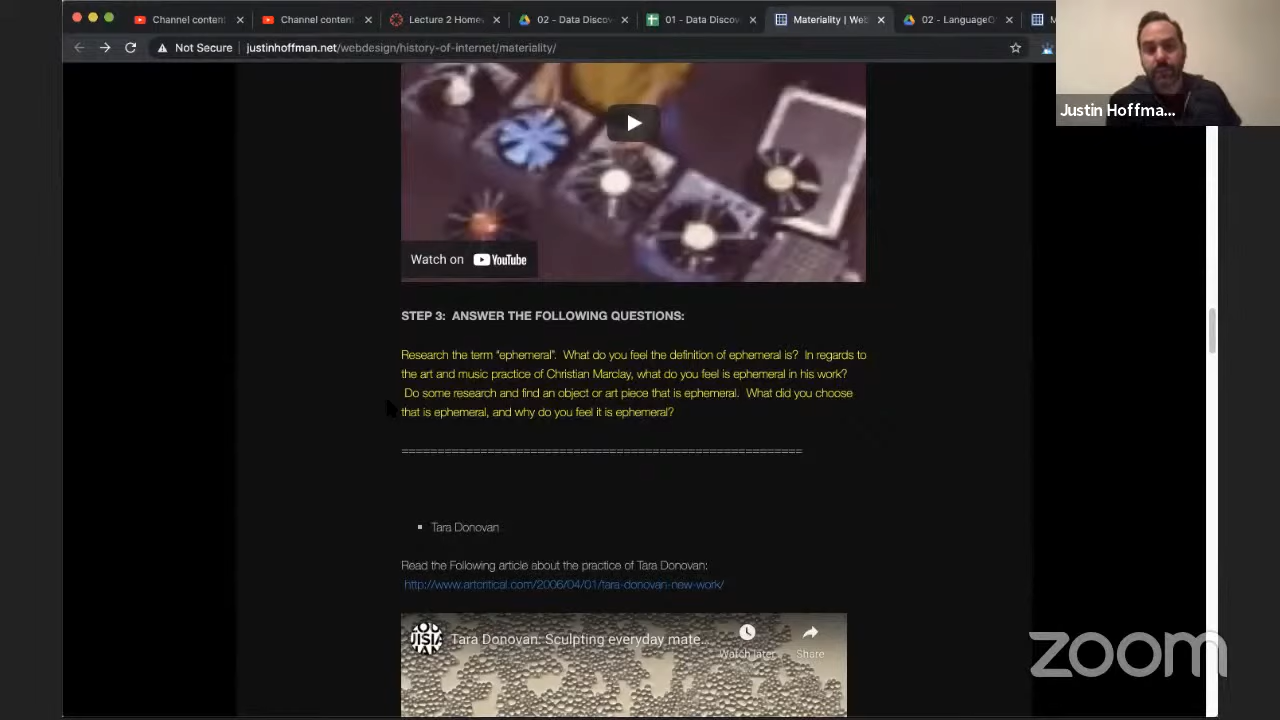 Channel conten
Channel conten
Lecture 2 Home
02 - Data Disco
01 - Data Disco
Materiality | Web
02 - LanguageO
Not Secure
justinhoffman.net/webdesign/history-of-internet/materiality/
Justin Hoffma...
Watch on YouTube
STEP 3: ANSWER THE FOLLOWING QUESTIONS:
Research the term "ephemeral". What do you feel the definition of ephemeral is? In regards to
the art and music practice of Christian Marclay, what do you feel is ephemeral in his work?
Do some research and find an object or art piece that is ephemeral. What did you choose
that is ephemeral, and why do you feel it is ephemeral?
=======================================================
Tara Donovan
Read the Following article about the practice of Tara Donovan:
http://www.artcritical.com/2006/04/01/tara-donovan-new-work/
Tara Donovan: Sculpting everyday mate...
Watch later
Share
zoom